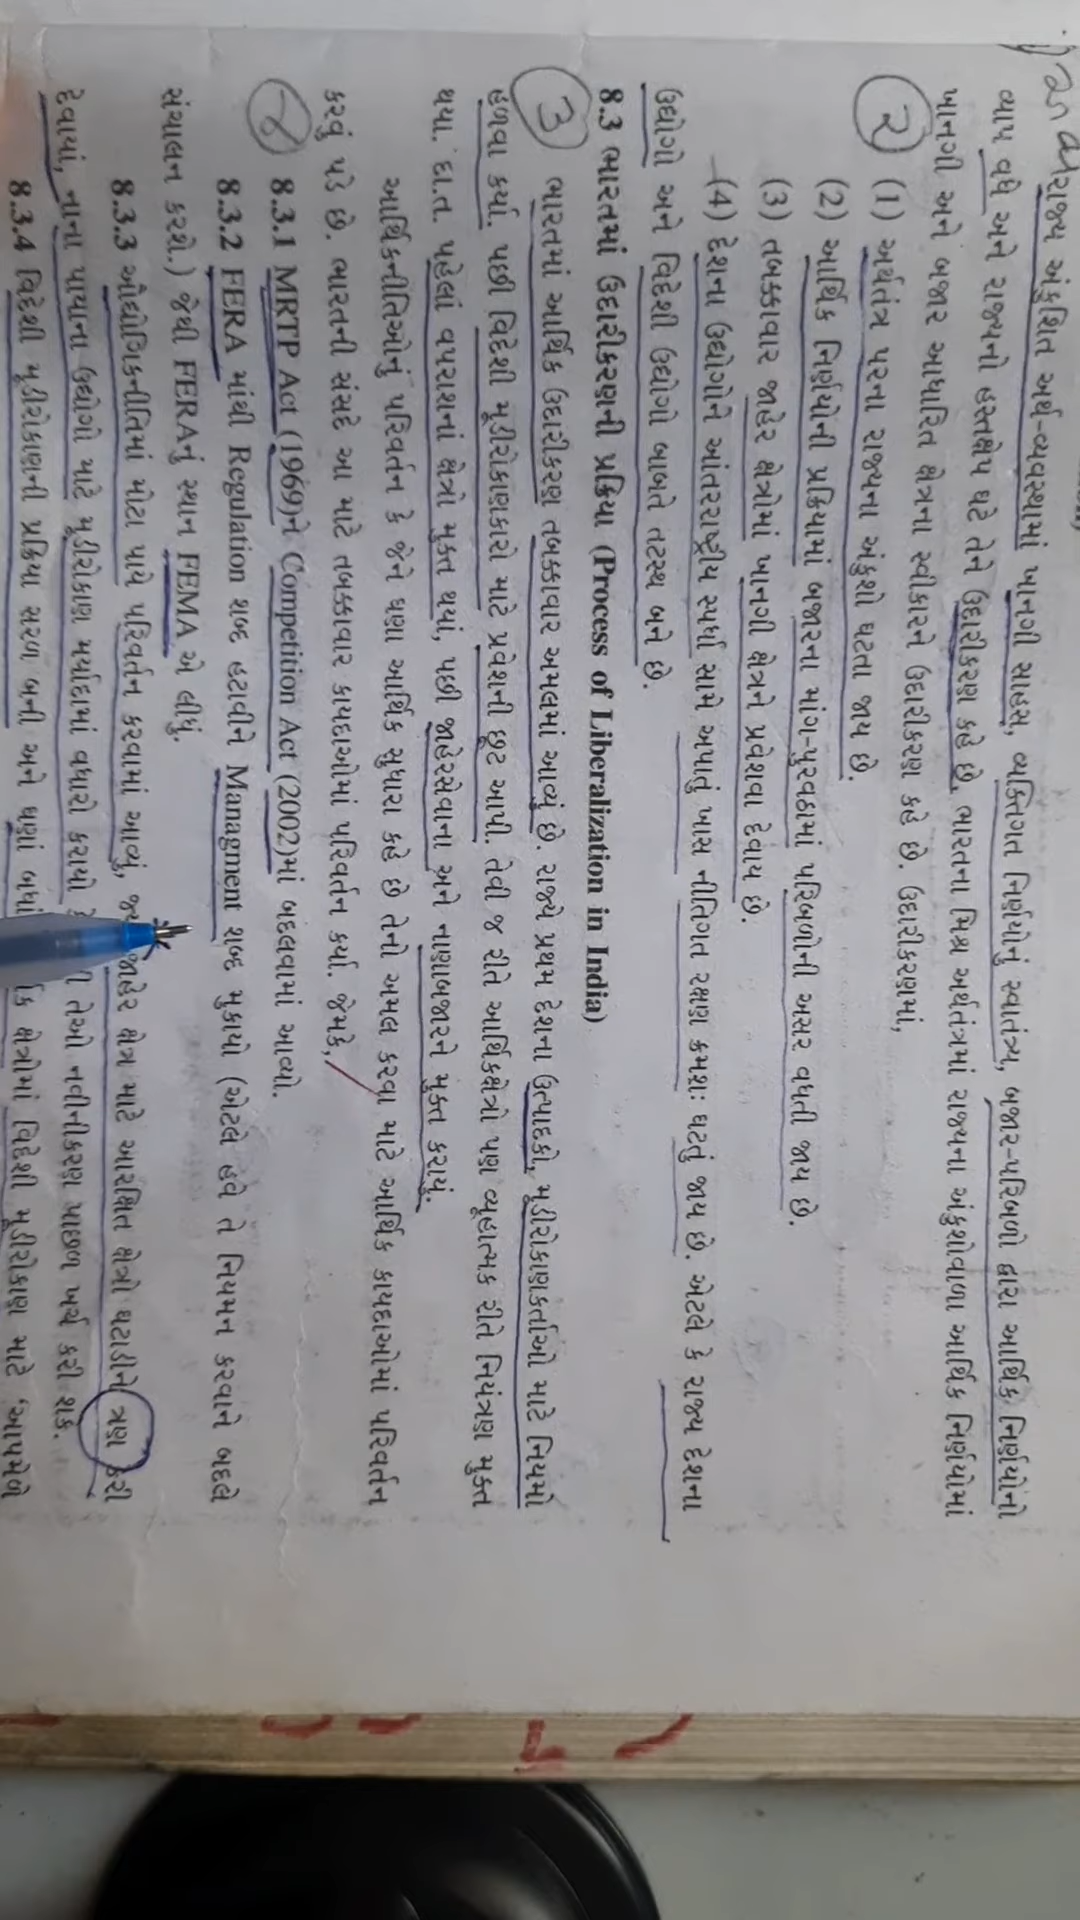 રાજ્ય અંકુશિત અર્થ-વ્યવસ્થામાં ખાનગી સાહસ, વ્યક્તિગત નિર્ણયોનું સ્વાતંત્ર્ય, બજાર-પરિબળો દ્વારા આર્થિક નિર્ણયોનો
વ્યાપ વધે અને રાજ્યનો હસ્તક્ષેપ ઘટે તેને ઉદારીકરણ કહે છે. ભારતના મિશ્ર અર્થતંત્રમાં રાજ્યના અંકુશોવાળા આર્થિક નિર્ણયોમાં
ખાનગી અને બજાર આધારિત ક્ષેત્રના સ્વીકારને ઉદારીકરણ કહે છે. ઉદારીકરણમાં,
૨ (1) અર્થતંત્ર પરના રાજ્યના અંકુશો ઘટતા જાય છે.
(2) આર્થિક નિર્ણયોની પ્રક્રિયામાં બજારના માંગ-પુરવઠામાં પરિબળોની અસર વધતી જાય છે.
(3) તબક્કાવાર જાહેર ક્ષેત્રોમાં ખાનગી ક્ષેત્રને પ્રવેશવા દેવાય છે.
(4) દેશના ઉદ્યોગોને આંતરરાષ્ટ્રીય સ્પર્ધા સામે અપાતું ખાસ નીતિગત રક્ષણ ક્રમશઃ ઘટતું જાય છે. એટલે કે રાજ્ય દેશના
ઉદ્યોગો અને વિદેશી ઉદ્યોગો બાબતે તટસ્થ બને છે.
8.3 ભારતમાં ઉદારીકરણની પ્રક્રિયા (Process of Liberalization in India)
૩ ભારતમાં આર્થિક ઉદારીકરણ તબક્કાવાર અમલમાં આવ્યું છે. રાજ્યે પ્રથમ દેશના ઉત્પાદકો, મૂડીરોકાણકર્તાઓ માટે નિયમો
હળવા કર્યા. પછી વિદેશી મૂડીરોકાણકારો માટે પ્રવેશની છૂટ આપી. તેવી જ રીતે આર્થિકક્ષેત્રો પણ વ્યૂહાત્મક રીતે નિયંત્રણ મુક્ત
થયા. દા.ત. પહેલાં વપરાશનાં ક્ષેત્રો મુક્ત થયાં, પછી જાહેરસેવાના અને નાણાબજારને મુક્ત કરાયું.
આર્થિકનીતિઓનું પરિવર્તન કે જેને ઘણા આર્થિક સુધારા કહે છે તેનો અમલ કરવા માટે આર્થિક કાયદાઓમાં પરિવર્તન
કરવું પડે છે. ભારતની સંસદે આ માટે તબક્કાવાર કાયદાઓમાં પરિવર્તન કર્યા. જેમકે,
૪ 8.3.1 MRTP Act (1969)ને Competition Act (2002)માં બદલવામાં આવ્યો.
8.3.2 FERA માંથી Regulation શબ્દ હટાવીને Managment શબ્દ મુકાયો (એટલે હવે તે નિયમન કરવાને બદલે
સંચાલન કરશે.) જેથી FERAનું સ્થાન FEMA એ લીધું.
8.3.3 ઔદ્યોગિકનીતિમાં મોટા પાયે પરિવર્તન કરવામાં આવ્યું, જાહેર ક્ષેત્ર માટે આરક્ષિત ક્ષેત્રો ઘટાડીને ત્રણ કરી
દેવાયાં, નાના પાયાના ઉદ્યોગો માટે મૂડીરોકાણ મર્યાદામાં વધારો કરાયો તેઓ નવીનીકરણ પાછળ ખર્ચ કરી શકે.
8.3.4 વિદેશી મૂડીરોકાણની પ્રક્રિયા સરળ બની અને ઘણાં બધાં ક્ષેત્રોમાં વિદેશી મૂડીરોકાણ માટે 'આપમેળે